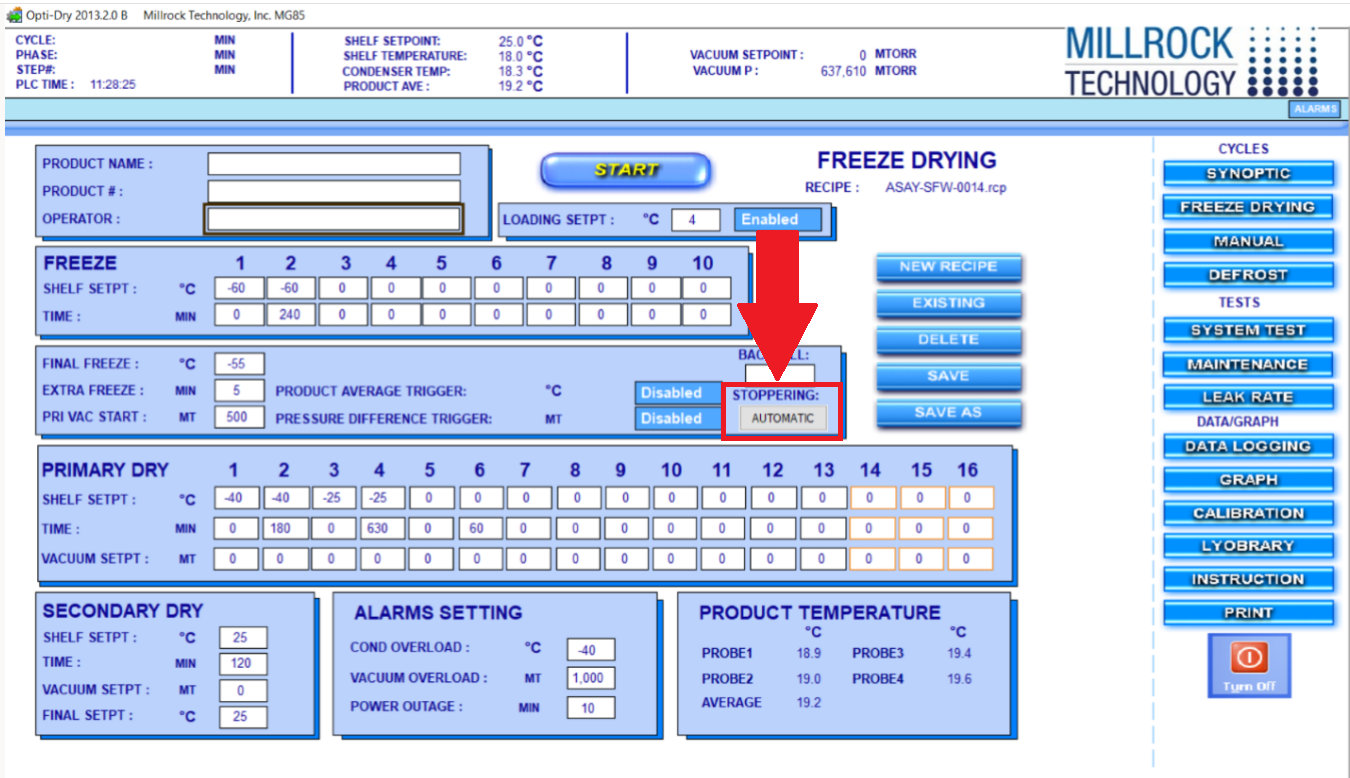 Opti-Dry 2013.2.0 B Millrock Technology, Inc. MG85
CYCLE: MIN
PHASE: MIN
STEP#: MIN
PLC TIME : 11:28:25
SHELF SETPOINT: 25.0 °C
SHELF TEMPERATURE: 18.0 °C
CONDENSER TEMP: 18.3 °C
PRODUCT AVE : 19.2 °C
VACUUM SETPOINT : 0 MTORR
VACUUM P : 637,610 MTORR
MILLROCK
TECHNOLOGY
ALARMS
PRODUCT NAME :
PRODUCT # :
OPERATOR :
START
FREEZE DRYING
RECIPE : ASAY-SFW-0014.rcp
LOADING SETPT : °C 4 Enabled
FREEZE 1 2 3 4 5 6 7 8 9 10
SHELF SETPT : °C -60 -60 0 0 0 0 0 0 0 0
TIME : MIN 0 240 0 0 0 0 0 0 0 0
NEW RECIPE
EXISTING
DELETE
SAVE
SAVE AS
FINAL FREEZE : °C -55
EXTRA FREEZE : MIN 5 PRODUCT AVERAGE TRIGGER: °C Disabled
PRI VAC START : MT 500 PRESSURE DIFFERENCE TRIGGER: MT Disabled
STOPPERING:
AUTOMATIC
PRIMARY DRY 1 2 3 4 5 6 7 8 9 10 11 12 13 14 15 16
SHELF SETPT : °C -40 -40 -25 -25 0 0 0 0 0 0 0 0 0 0 0 0
TIME : MIN 0 180 0 630 0 60 0 0 0 0 0 0 0 0 0 0
VACUUM SETPT : MT 0 0 0 0 0 0 0 0 0 0 0 0 0 0 0 0
SECONDARY DRY
SHELF SETPT : °C 25
TIME : MIN 120
VACUUM SETPT : MT 0
FINAL SETPT : °C 25
ALARMS SETTING
COND OVERLOAD : °C -40
VACUUM OVERLOAD : MT 1,000
POWER OUTAGE : MIN 10
PRODUCT TEMPERATURE
°C °C
PROBE1 18.9 PROBE3 19.4
PROBE2 19.0 PROBE4 19.6
AVERAGE 19.2
CYCLES
SYNOPTIC
FREEZE DRYING
MANUAL
DEFROST
TESTS
SYSTEM TEST
MAINTENANCE
LEAK RATE
DATA/GRAPH
DATA LOGGING
GRAPH
CALIBRATION
LYOBRARY
INSTRUCTION
PRINT
Turn Off